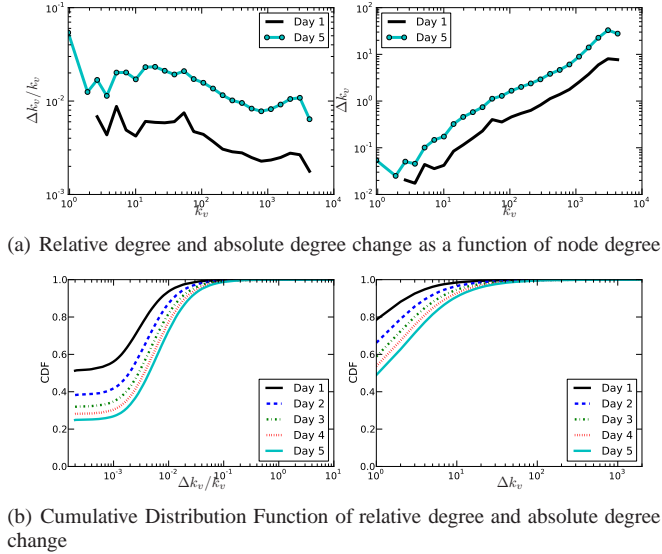 10^-1
10^-2
10^-3
Δk_v/k_v
10^0 10^1 10^2 10^3 10^4
k_v
Day 1
Day 5
10^2
10^1
10^0
10^-1
10^-2
Δk_v
10^0 10^1 10^2 10^3 10^4
k_v
Day 1
Day 5
(a) Relative degree and absolute degree change as a function of node degree
1.0
0.8
0.6
0.4
0.2
0.0
CDF
10^-3 10^-2 10^-1 10^0 10^1
Δk_v/k_v
Day 1
Day 2
Day 3
Day 4
Day 5
1.0
0.8
0.6
0.4
0.2
0.0
CDF
10^0 10^1 10^2 10^3
Δk_v
Day 1
Day 2
Day 3
Day 4
Day 5
(b) Cumulative Distribution Function of relative degree and absolute degree
change